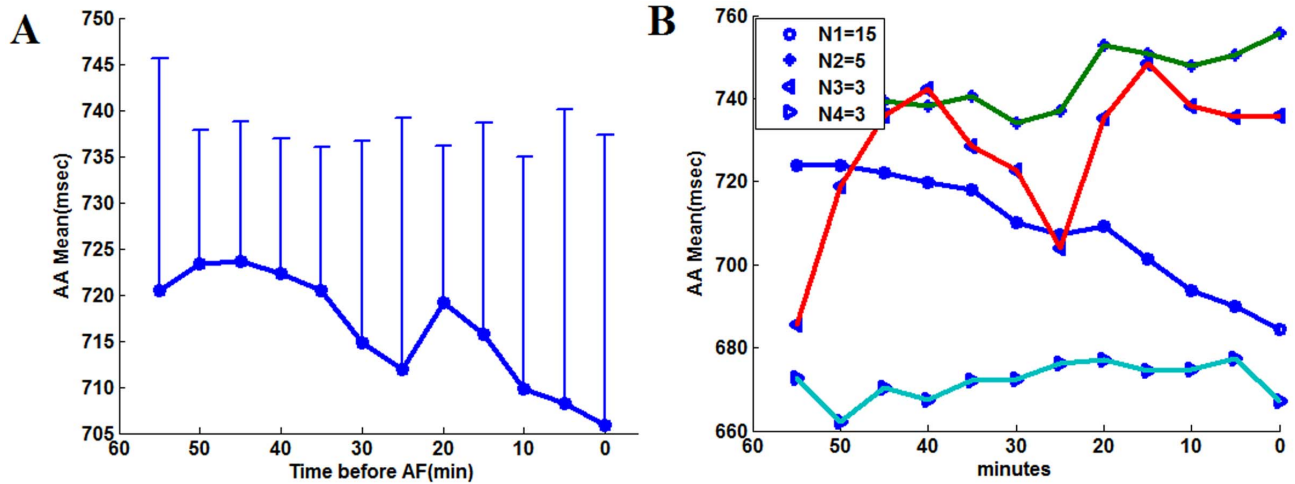 A
750
745
740
735
730
725
720
715
710
705
AA Mean(msec)
60 50 40 30 20 10 0
Time before AF(min)
B
760
740
720
700
680
660
AA Mean(msec)
N1=15
N2=5
N3=3
N4=3
60 50 40 30 20 10 0
minutes